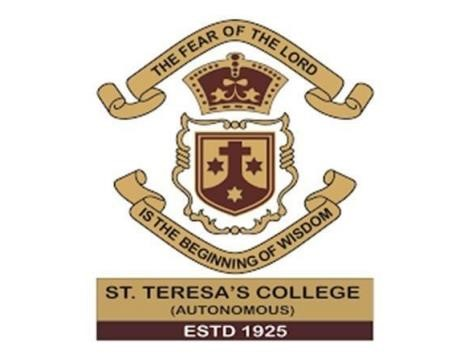 THE FEAR OF THE LORD
IS THE BEGINNING OF WISDOM
ST. TERESA'S COLLEGE
(AUTONOMOUS)
ESTD 1925